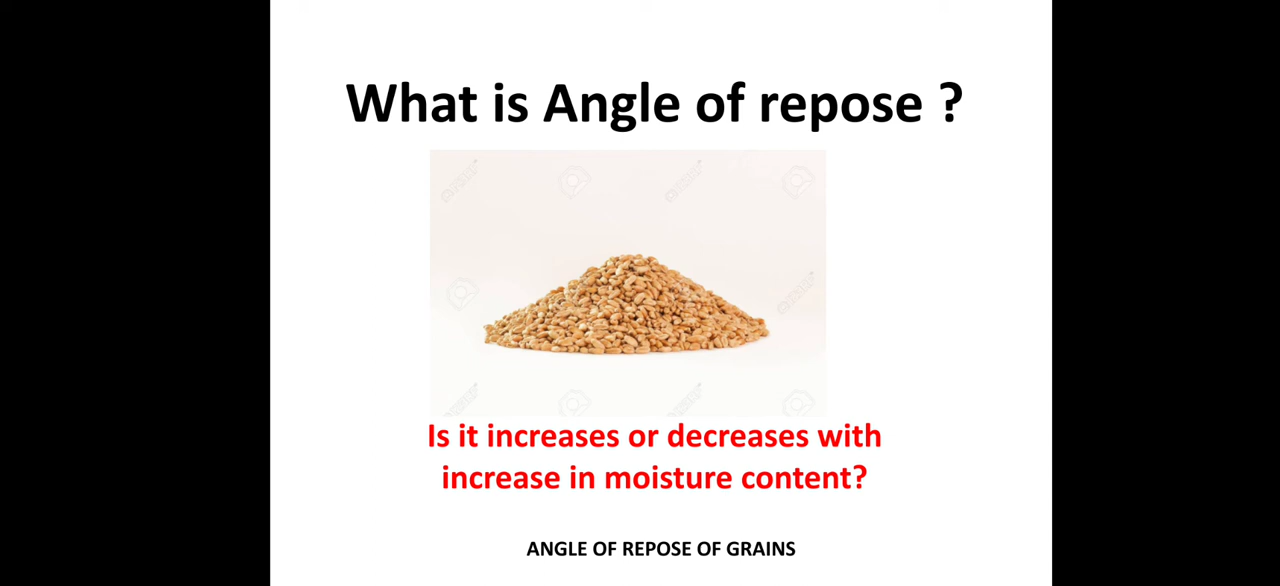 What is Angle of repose ?
Is it increases or decreases with
increase in moisture content?
ANGLE OF REPOSE OF GRAINS